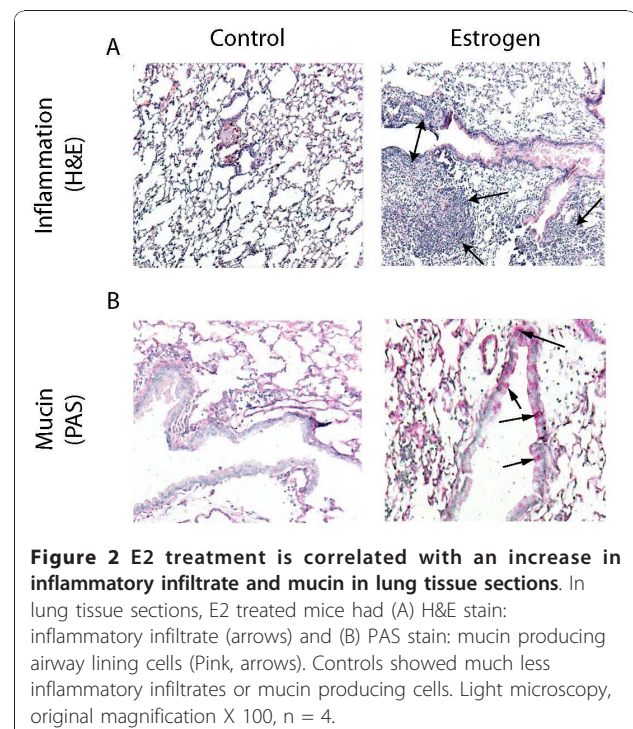 Control
Estrogen
A
Inflammation
(H&E)
B
Mucin
(PAS)
Figure 2 E2 treatment is correlated with an increase in
inflammatory infiltrate and mucin in lung tissue sections. In
lung tissue sections, E2 treated mice had (A) H&E stain:
inflammatory infiltrate (arrows) and (B) PAS stain: mucin producing
airway lining cells (Pink, arrows). Controls showed much less
inflammatory infiltrates or mucin producing cells. Light microscopy,
original magnification X 100, n = 4.